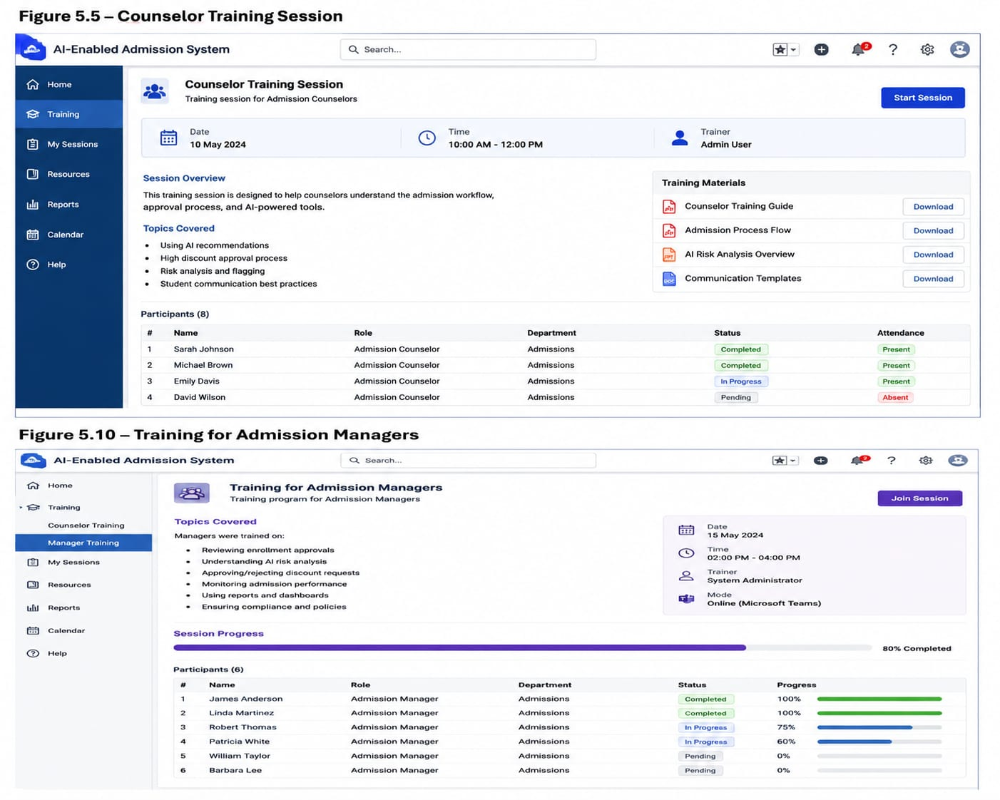 Figure 5.5 – Counselor Training Session
AI-Enabled Admission System
Search...
2
?
Home
Training
My Sessions
Resources
Reports
Calendar
Help
Counselor Training Session
Training session for Admission Counselors
Start Session
Date
10 May 2024
Time
10:00 AM - 12:00 PM
Trainer
Admin User
Session Overview
This training session is designed to help counselors understand the admission workflow,
approval process, and AI-powered tools.
Topics Covered
• Using AI recommendations
• High discount approval process
• Risk analysis and flagging
• Student communication best practices
Training Materials
Counselor Training Guide Download
Admission Process Flow Download
AI Risk Analysis Overview Download
DOC Communication Templates Download
Participants (8)
# Name Role Department Status Attendance
1 Sarah Johnson Admission Counselor Admissions Completed Present
2 Michael Brown Admission Counselor Admissions Completed Present
3 Emily Davis Admission Counselor Admissions In Progress Present
4 David Wilson Admission Counselor Admissions Pending Absent
Figure 5.10 – Training for Admission Managers
AI-Enabled Admission System
Search...
2
?
Home
Training
Counselor Training
Manager Training
My Sessions
Resources
Reports
Calendar
Help
Training for Admission Managers
Training program for Admission Managers
Join Session
Topics Covered
Managers were trained on:
• Reviewing enrollment approvals
• Understanding AI risk analysis
• Approving/rejecting discount requests
• Monitoring admission performance
• Using reports and dashboards
• Ensuring compliance and policies
Date
15 May 2024
Time
02:00 PM - 04:00 PM
Trainer
System Administrator
Mode
Online (Microsoft Teams)
Session Progress
80% Completed
Participants (6)
# Name Role Department Status Progress
1 James Anderson Admission Manager Admissions Completed 100%
2 Linda Martinez Admission Manager Admissions Completed 100%
3 Robert Thomas Admission Manager Admissions In Progress 75%
4 Patricia White Admission Manager Admissions In Progress 60%
5 William Taylor Admission Manager Admissions Pending 0%
6 Barbara Lee Admission Manager Admissions Pending 0%